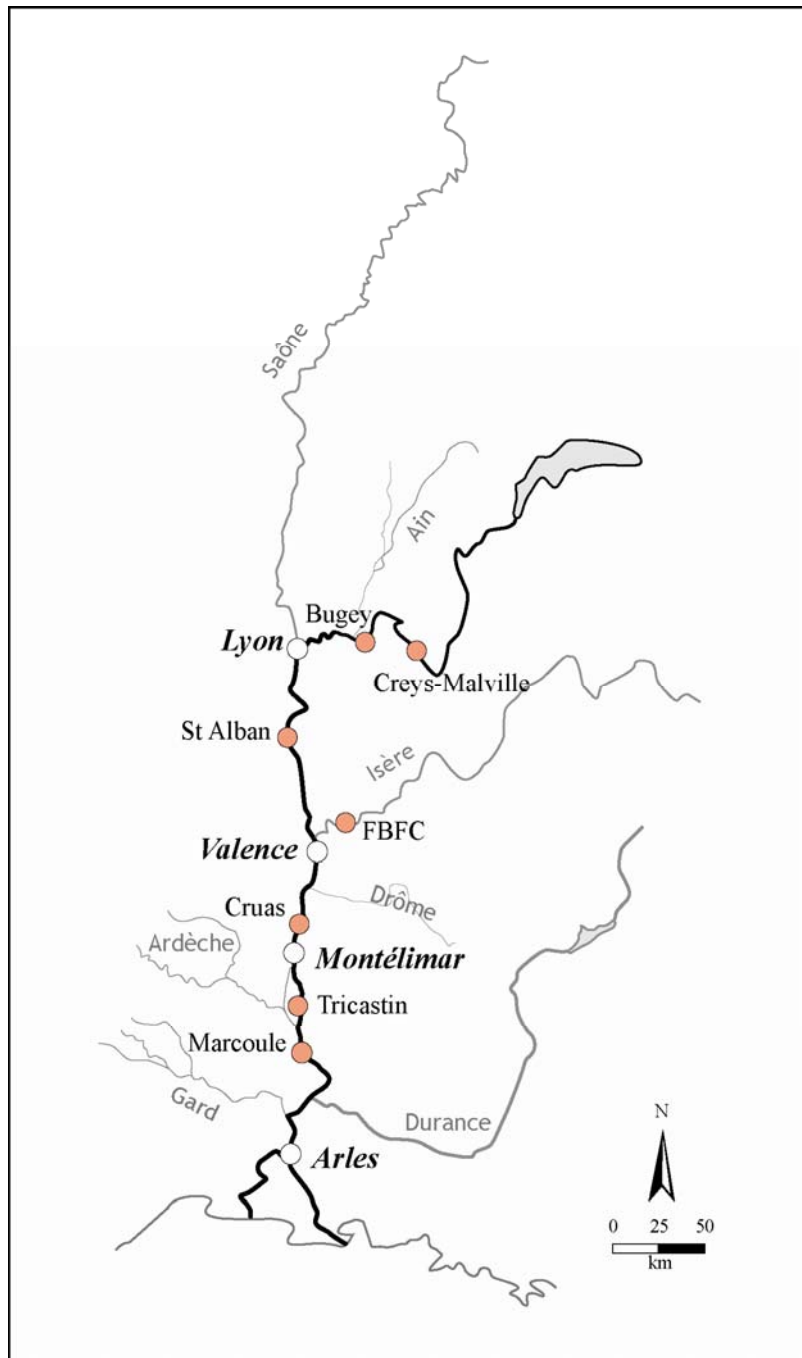 Saône
Ain
Bugey
Lyon
Creys-Malville
St Alban
Isère
FBFC
Valence
Drôme
Cruas
Ardèche
Montélimar
Tricastin
Marcoule
Gard
Durance
N
Arles
0 25 50
km